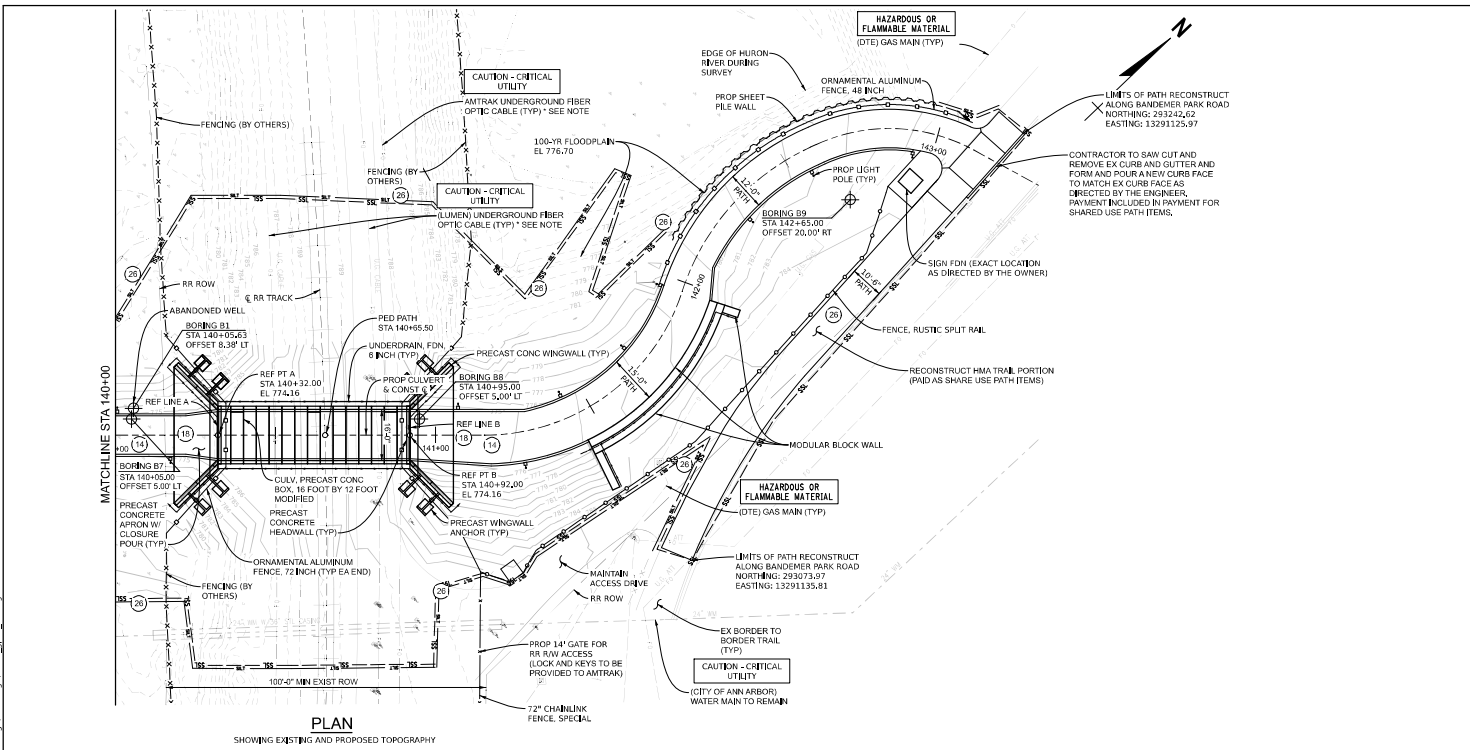 HAZARDOUS OR
FLAMMABLE MATERIAL
(DTE) GAS MAIN (TYP)
N
EDGE OF HURON
RIVER DURING
SURVEY
CAUTION - CRITICAL
UTILITY
AMTRAK UNDERGROUND FIBER
OPTIC CABLE (TYP) * SEE NOTE
ORNAMENTAL ALUMINUM
FENCE, 48 INCH
PROP SHEET
PILE WALL
LIMITS OF PATH RECONSTRUCT
ALONG BANDEMER PARK ROAD
NORTHING: 293242.62
EASTING: 13291125.97
FENCING (BY OTHERS)
100-YR FLOODPLAIN
EL 776.70
143+00
CONTRACTOR TO SAW CUT AND
REMOVE EX CURB AND GUTTER AND
FORM AND POUR A NEW CURB FACE
TO MATCH EX CURB FACE AS
DIRECTED BY THE ENGINEER,
PAYMENT INCLUDED IN PAYMENT FOR
SHARED USE PATH ITEMS.
FENCING (BY
OTHERS)
PROP LIGHT
POLE (TYP)
12'-0"
PATH
CAUTION - CRITICAL
UTILITY
26
(LUMEN) UNDERGROUND FIBER
OPTIC CABLE (TYP) * SEE NOTE
26
BORING B9
STA 142+65.00
OFFSET 20.00' RT
SIGN FDN (EXACT LOCATION
AS DIRECTED BY THE OWNER)
26
RR ROW
26
142+00
10'-6"
PATH
℄ RR TRACK
ABANDONED WELL
26
FENCE, RUSTIC SPLIT RAIL
BORING B1
STA 140+05.63
OFFSET 8.38' LT
PED PATH
STA 140+65.50
UNDERDRAIN, FDN,
6 INCH (TYP)
PRECAST CONC WINGWALL (TYP)
RECONSTRUCT HMA TRAIL PORTION
(PAID AS SHARE USE PATH ITEMS)
REF PT A
STA 140+32.00
EL 774.16
PROP CULVERT
& CONST ℄
BORING B8
STA 140+95.00
OFFSET 5.00' LT
15'-0"
PATH
REF LINE A
REF LINE B
MATCHLINE STA 140+00
14
18
16'-0"
141+00
18
14
MODULAR BLOCK WALL
BORING B7
STA 140+05.00
OFFSET 5.00' LT
CULV, PRECAST CONC
BOX, 16 FOOT BY 12 FOOT
MODIFIED
REF PT B
STA 140+92.00
EL 774.16
26
HAZARDOUS OR
FLAMMABLE MATERIAL
(DTE) GAS MAIN (TYP)
PRECAST
CONCRETE
APRON W/
CLOSURE
POUR (TYP)
PRECAST
CONCRETE
HEADWALL (TYP)
PRECAST WINGWALL
ANCHOR (TYP)
ORNAMENTAL ALUMINUM
FENCE, 72 INCH (TYP EA END)
LIMITS OF PATH RECONSTRUCT
ALONG BANDEMER PARK ROAD
NORTHING: 293073.97
EASTING: 13291135.81
FENCING (BY
OTHERS)
MAINTAIN
ACCESS DRIVE
26
26
RR ROW
EX BORDER TO
BORDER TRAIL
(TYP)
PROP 14' GATE FOR
RR R/W ACCESS
(LOCK AND KEYS TO BE
PROVIDED TO AMTRAK)
CAUTION - CRITICAL
UTILITY
(CITY OF ANN ARBOR)
WATER MAIN TO REMAIN
100'-0" MIN EXIST ROW
72" CHAINLINK
FENCE, SPECIAL
PLAN
SHOWING EXISTING AND PROPOSED TOPOGRAPHY